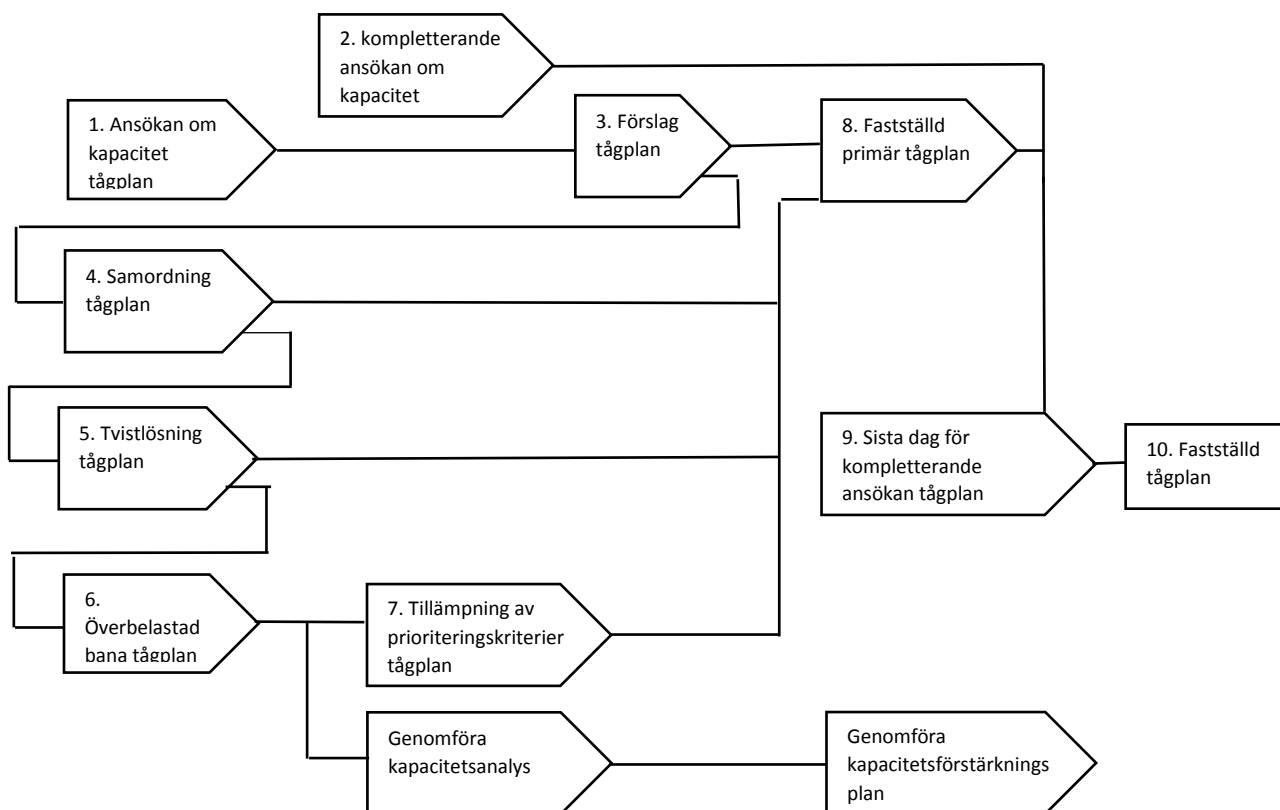 2. kompletterande
ansökan om
kapacitet
1. Ansökan om
kapacitet
tågplan
3. Förslag
tågplan
8. Fastställd
primär tågplan
4. Samordning
tågplan
5. Tvistlösning
tågplan
9. Sista dag för
kompletterande
ansökan tågplan
10. Fastställd
tågplan
6.
Överbelastad
bana tågplan
7. Tillämpning av
prioriteringskriterier
tågplan
Genomföra
kapacitetsanalys
Genomföra
kapacitetsförstärknings
plan